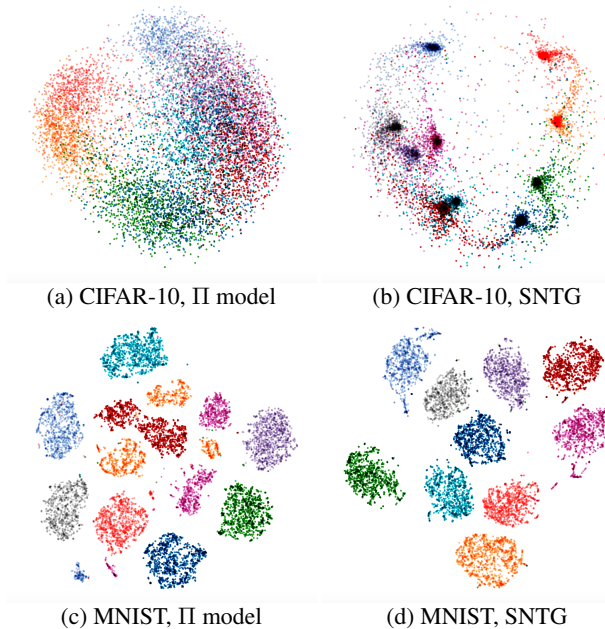 (a) CIFAR-10, Π model
(b) CIFAR-10, SNTG
(c) MNIST, Π model
(d) MNIST, SNTG